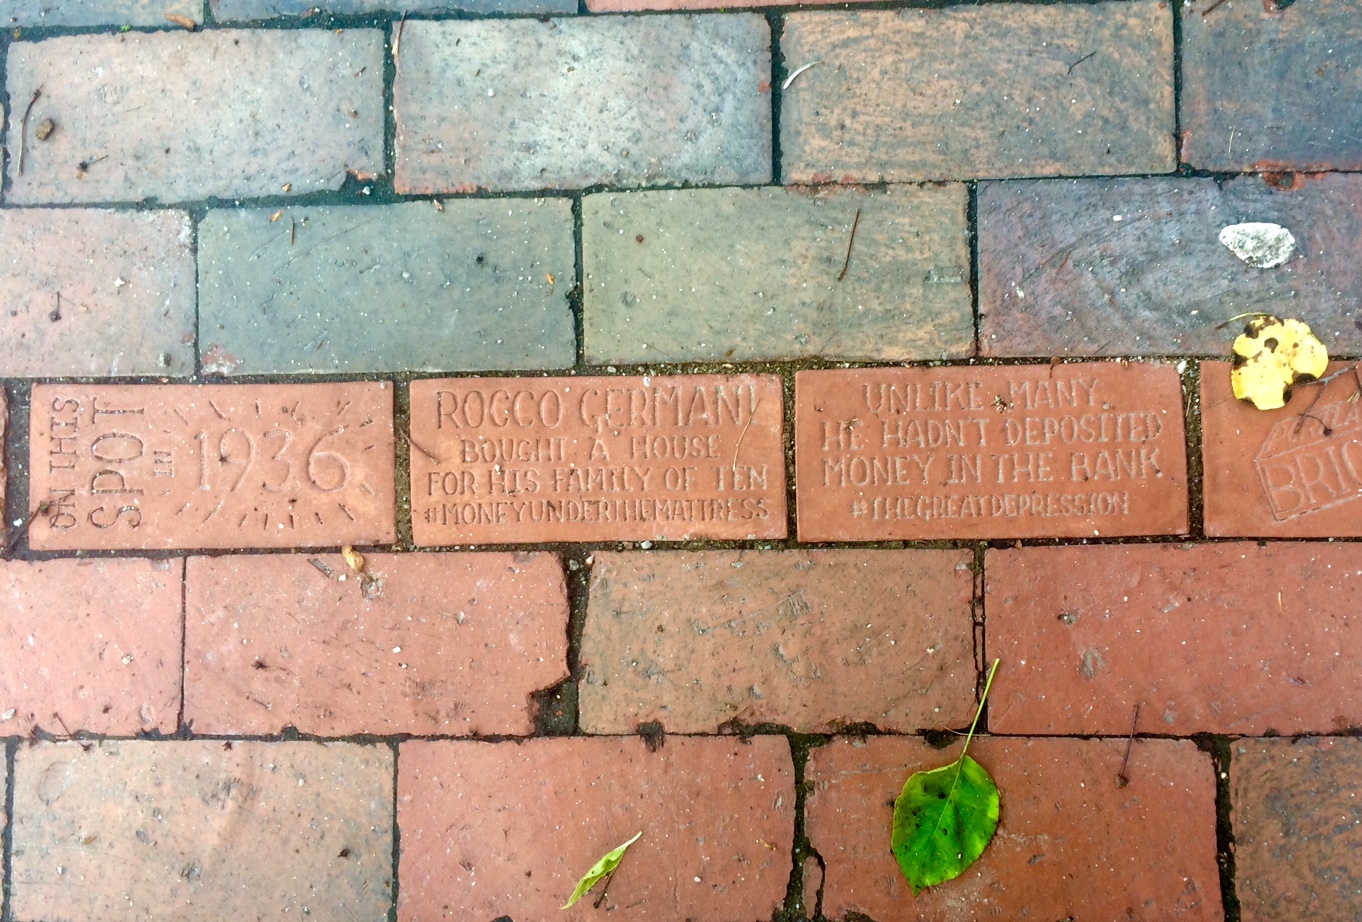 ON THIS
SPOT
IN
1936
ROCCO GERMANI
BOUGHT A HOUSE
FOR HIS FAMILY OF TEN
#MONEYUNDERTHEMATTRESS
UNLIKE MANY,
HE HADN'T DEPOSITED
MONEY IN THE BANK
#THEGREATDEPRESSION